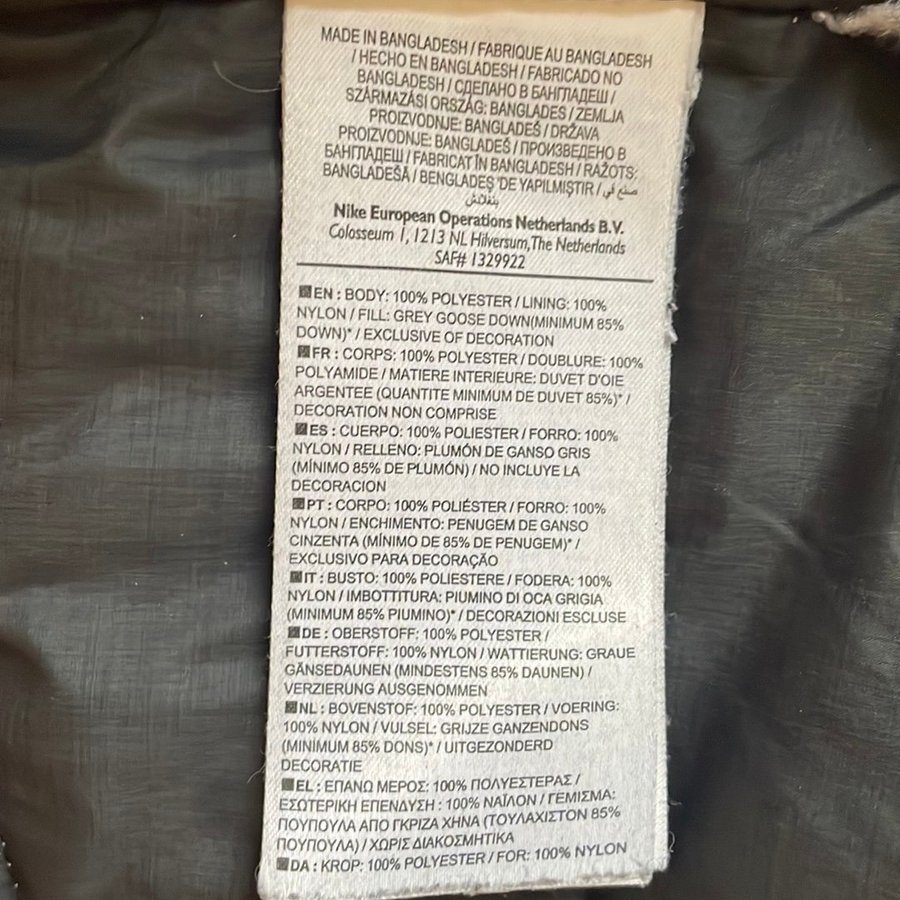 MADE IN BANGLADESH / FABRIQUE AU BANGLADESH
/ HECHO EN BANGLADESH / FABRICADO NO
BANGLADESH / СДЕЛАНО В БАНГЛАДЕШ /
SZÁRMAZÁSI ORSZÁG: BANGLADES / ZEMLJA
PROIZVODNJE: BANGLADEŠ / DRŽAVA
PROIZVODNJE: BANGLADEŠ / ПРОИЗВЕДЕНО В
БАНГЛАДЕШ / FABRICAT ÎN BANGLADESH / RAŽOTS:
BANGLADEŠĀ / BENGLADEŞ 'DE YAPILMIŞTIR / صنع في
بنغلاش
Nike European Operations Netherlands B.V.
Colosseum 1, 1213 NL Hilversum, The Netherlands
SAF# 1329922
EN : BODY: 100% POLYESTER / LINING: 100%
NYLON / FILL: GREY GOOSE DOWN(MINIMUM 85%
DOWN)* / EXCLUSIVE OF DECORATION
FR : CORPS: 100% POLYESTER / DOUBLURE: 100%
POLYAMIDE / MATIERE INTERIEURE: DUVET D'OIE
ARGENTEE (QUANTITE MINIMUM DE DUVET 85%)* /
DECORATION NON COMPRISE
ES : CUERPO: 100% POLIESTER / FORRO: 100%
NYLON / RELLENO: PLUMÓN DE GANSO GRIS
(MÍNIMO 85% DE PLUMÓN) / NO INCLUYE LA
DECORACION
PT : CORPO: 100% POLIÉSTER / FORRO: 100%
NYLON / ENCHIMENTO: PENUGEM DE GANSO
CINZENTA (MÍNIMO DE 85% DE PENUGEM)* /
EXCLUSIVO PARA DECORAÇÃO
IT : BUSTO: 100% POLIESTERE / FODERA: 100%
NYLON / IMBOTTITURA: PIUMINO DI OCA GRIGIA
(MINIMUM 85% PIUMINO)* / DECORAZIONI ESCLUSE
DE : OBERSTOFF: 100% POLYESTER /
FUTTERSTOFF: 100% NYLON / WATTIERUNG: GRAUE
GÄNSEDAUNEN (MINDESTENS 85% DAUNEN) /
VERZIERUNG AUSGENOMMEN
NL : BOVENSTOF: 100% POLYESTER / VOERING:
100% NYLON / VULSEL: GRIJZE GANZENDONS
(MINIMUM 85% DONS)* / UITGEZONDERD
DECORATIE
EL : ΕΠΑΝΩ ΜΕΡΟΣ: 100% ΠΟΛΥΕΣΤΕΡΑΣ /
ΕΣΩΤΕΡΙΚΗ ΕΠΕΝΔΥΣΗ : 100% ΝΑΪΛΟΝ / ΓΕΜΙΣΜΑ:
ΠΟΥΠΟΥΛΑ ΑΠΟ ΓΚΡΙΖΑ ΧΗΝΑ (ΤΟΥΛΑΧΙΣΤΟΝ 85%
ΠΟΥΠΟΥΛΑ) / ΧΩΡΙΣ ΔΙΑΚΟΣΜΗΤΙΚΑ
DA : KROP: 100% POLYESTER / FOR: 100% NYLON